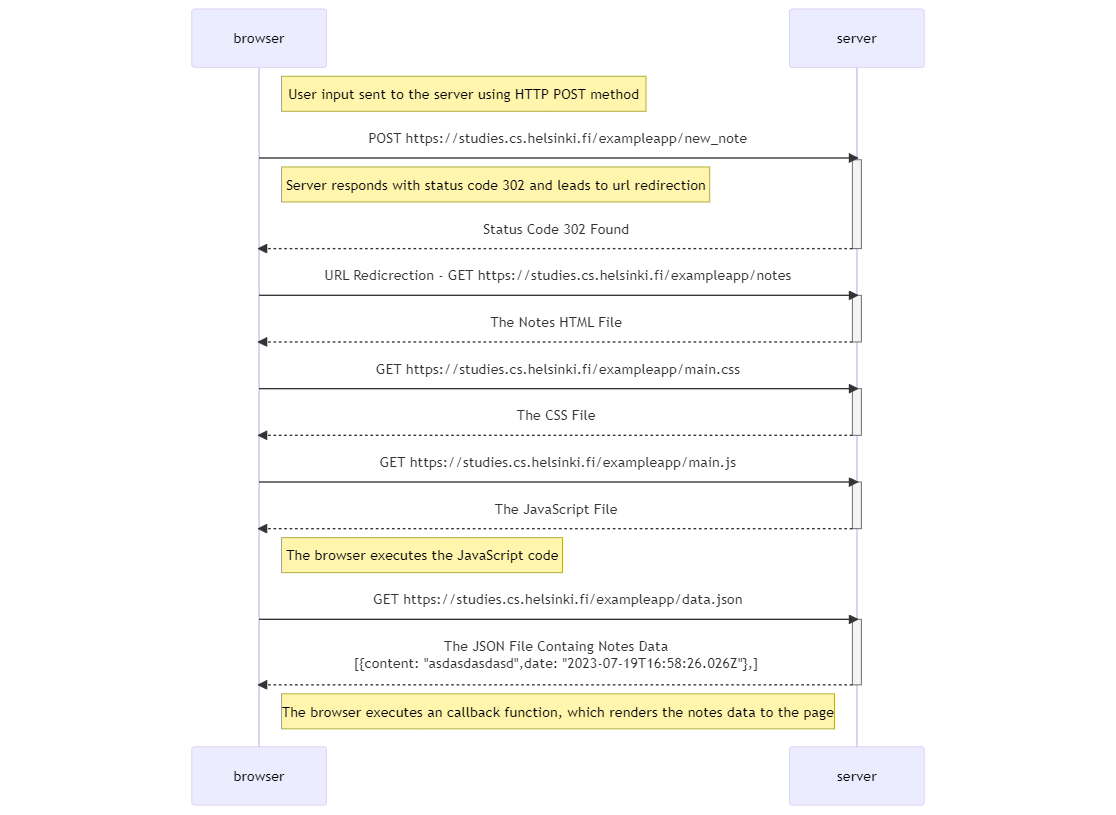 browser
server
User input sent to the server using HTTP POST method
POST https://studies.cs.helsinki.fi/exampleapp/new_note
Server responds with status code 302 and leads to url redirection
Status Code 302 Found
URL Redicrection - GET https://studies.cs.helsinki.fi/exampleapp/notes
The Notes HTML File
GET https://studies.cs.helsinki.fi/exampleapp/main.css
The CSS File
GET https://studies.cs.helsinki.fi/exampleapp/main.js
The JavaScript File
The browser executes the JavaScript code
GET https://studies.cs.helsinki.fi/exampleapp/data.json
The JSON File Containg Notes Data
[{content: "asdasdasdasd",date: "2023-07-19T16:58:26.026Z"},]
The browser executes an callback function, which renders the notes data to the page
browser
server